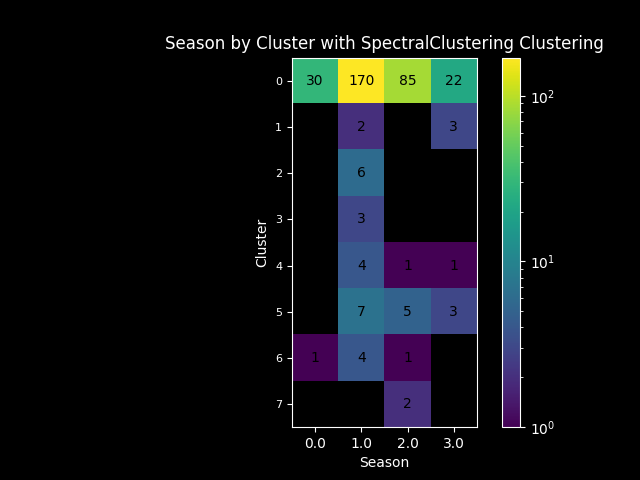 Season by Cluster with SpectralClustering Clustering
0 30 170 85 22
1 2 3
2 6
3 3
4 4 1 1
5 7 5 3
6 1 4 1
7 2
Cluster
0.0 1.0 2.0 3.0
Season
10²
10¹
10⁰